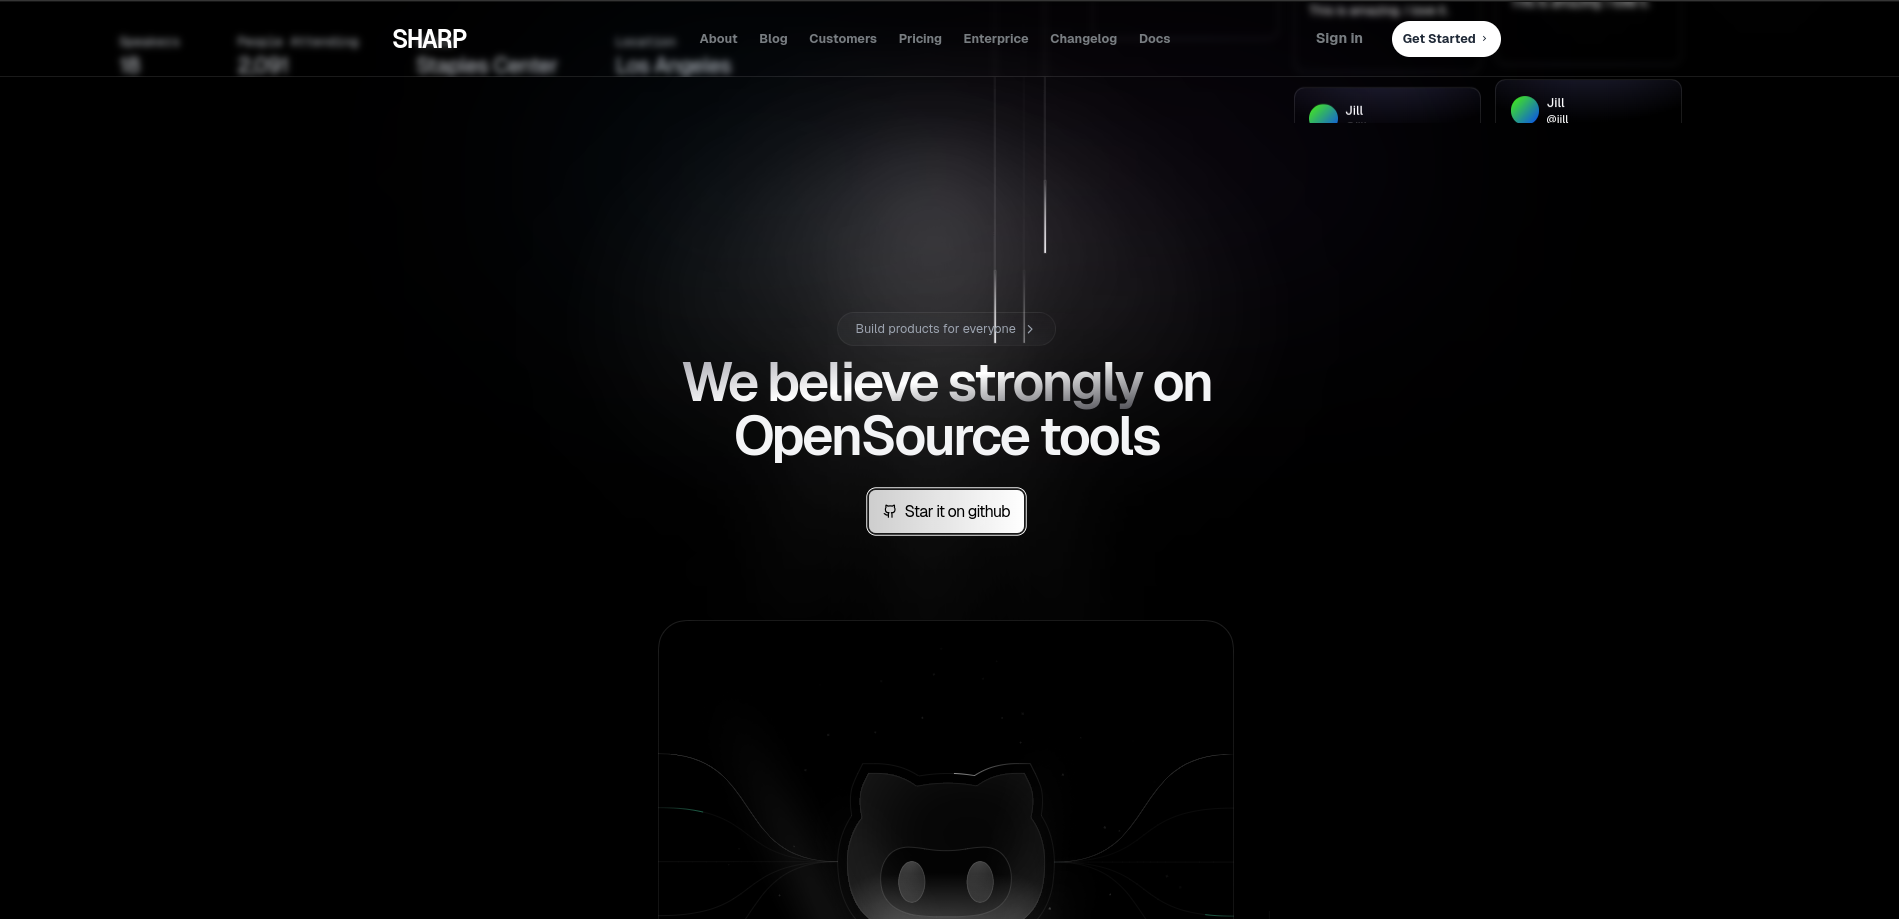 This is amazing. I love it.
This is amazing. I love it.
Speakers
People Attending
Location
18
2,091
Staples Center
Los Angeles
SHARP
About
Blog
Customers
Pricing
Enterprice
Changelog
Docs
Sign in
Get Started
Jill
Jill
@jill
Build products for everyone
We believe strongly on
OpenSource tools
Star it on github